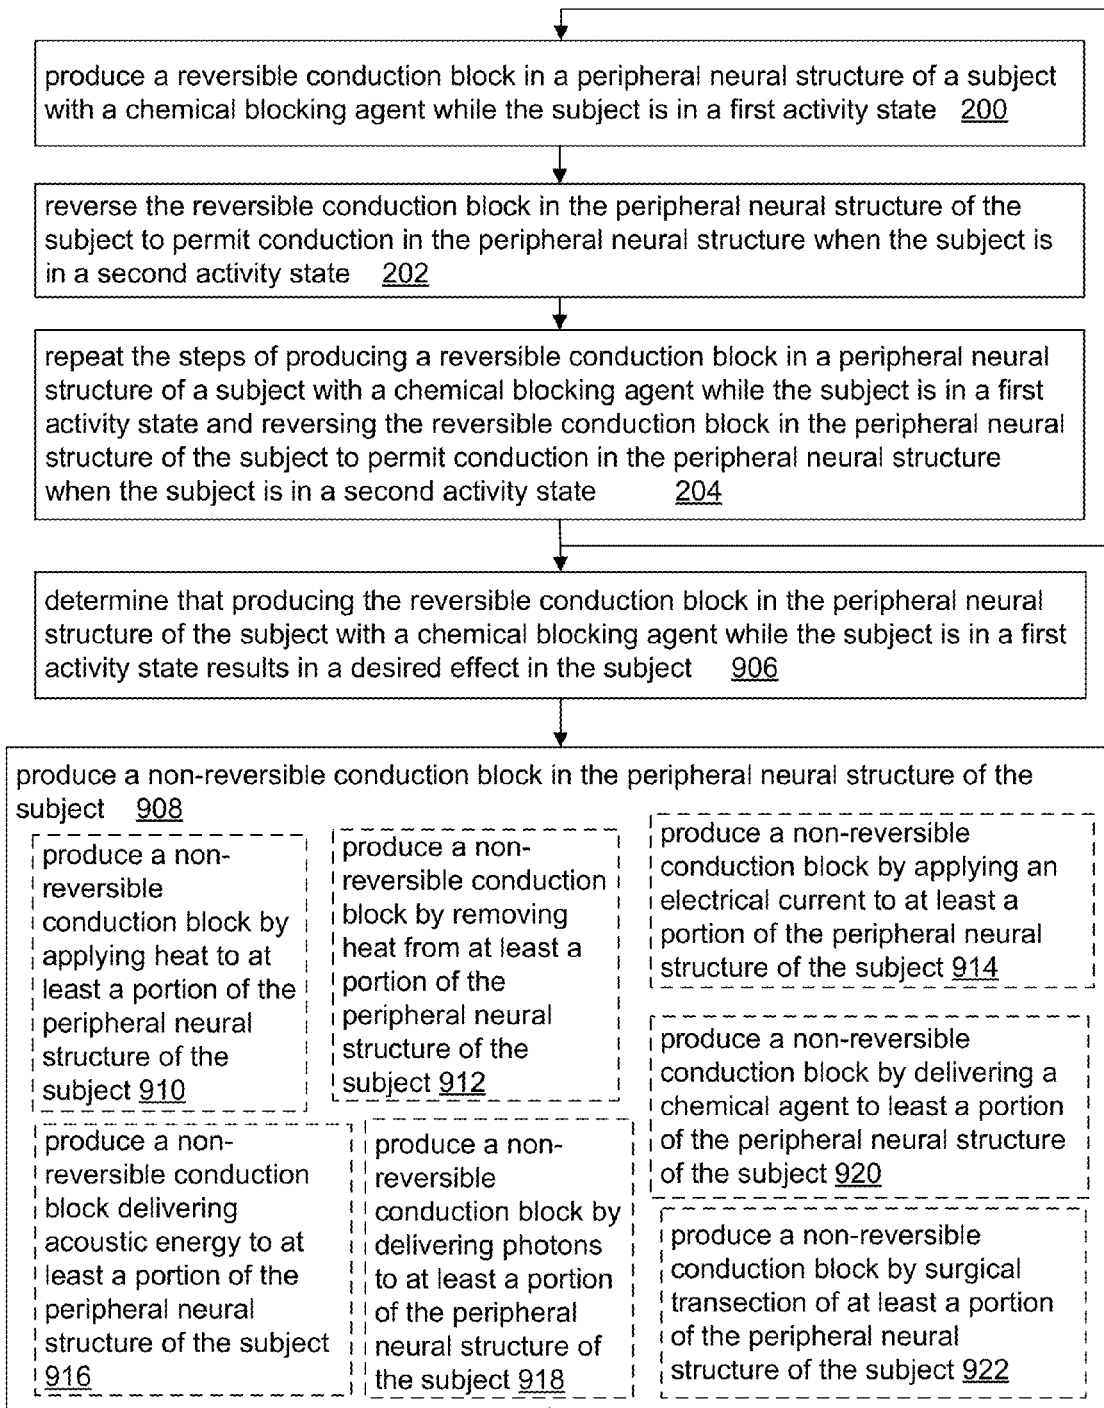 produce a reversible conduction block in a peripheral neural structure of a subject
with a chemical blocking agent while the subject is in a first activity state 200
reverse the reversible conduction block in the peripheral neural structure of the
subject to permit conduction in the peripheral neural structure when the subject is
in a second activity state 202
repeat the steps of producing a reversible conduction block in a peripheral neural
structure of a subject with a chemical blocking agent while the subject is in a first
activity state and reversing the reversible conduction block in the peripheral neural
structure of the subject to permit conduction in the peripheral neural structure
when the subject is in a second activity state 204
determine that producing the reversible conduction block in the peripheral neural
structure of the subject with a chemical blocking agent while the subject is in a first
activity state results in a desired effect in the subject 906
produce a non-reversible conduction block in the peripheral neural structure of the
subject 908
produce a non-
reversible
conduction block by
applying heat to at
least a portion of the
peripheral neural
structure of the
subject 910
produce a non-
reversible conduction
block by removing
heat from at least a
portion of the
peripheral neural
structure of the
subject 912
produce a non-reversible
conduction block by applying an
electrical current to at least a
portion of the peripheral neural
structure of the subject 914
produce a non-
reversible conduction
block delivering
acoustic energy to at
least a portion of the
peripheral neural
structure of the subject
916
produce a non-
reversible
conduction block by
delivering photons
to at least a portion
of the peripheral
neural structure of
the subject 918
produce a non-reversible
conduction block by delivering a
chemical agent to least a portion
of the peripheral neural structure
of the subject 920
produce a non-reversible
conduction block by surgical
transection of at least a portion
of the peripheral neural
structure of the subject 922